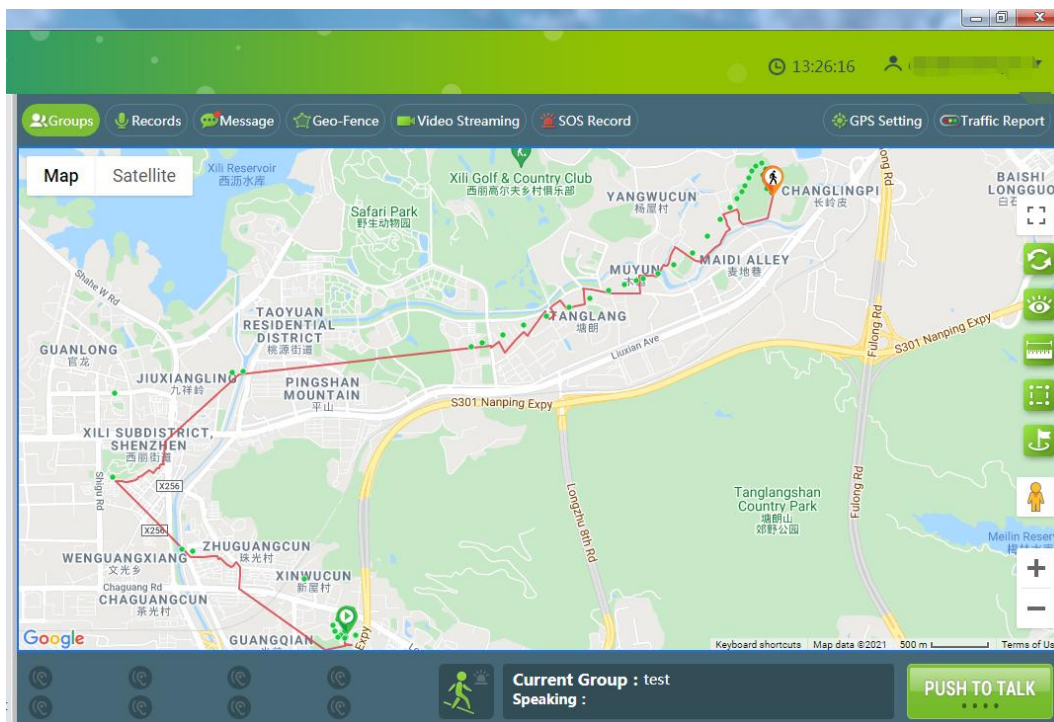 13:26:16
Groups
Records
Message
Geo-Fence
Video Streaming
SOS Record
GPS Setting
Traffic Report
Map
Satellite
Xili Reservoir
西沥水库
Xili Golf & Country Club
西丽高尔夫乡村俱乐部
YANGWUCUN
杨屋村
CHANGLINGPI
长岭皮
BAISHI
LONGGUO
Safari Park
野生动物园
MUYUN
MAIDI ALLEY
麦地巷
Shahe W Rd
TAOYUAN
RESIDENTIAL
DISTRICT
桃源街道
TANGLANG
塘朗
Liuxian Ave
Fulong Rd
S301 Nanping Expy
GUANLONG
官龙
JIUXIANGLING
九祥岭
PINGSHAN
MOUNTAIN
平山
S301 Nanping Expy
XILI SUBDISTRICT,
SHENZHEN
西丽街道
X256
Shigu Rd
X256
Longzhu 8th Rd
Fulong Rd
Tanglangshan
Country Park
塘朗山
郊野公园
Meilin Reser
WENGUANGXIANG
文光乡
ZHUGUANGCUN
珠光村
Chaguang Rd
CHAGUANGCUN
茶光村
XINWUCUN
新屋村
GUANGQIAN
Expy
Google
Keyboard shortcuts
Map data ©2021
500 m
Terms of Us
Current Group : test
Speaking :
PUSH TO TALK